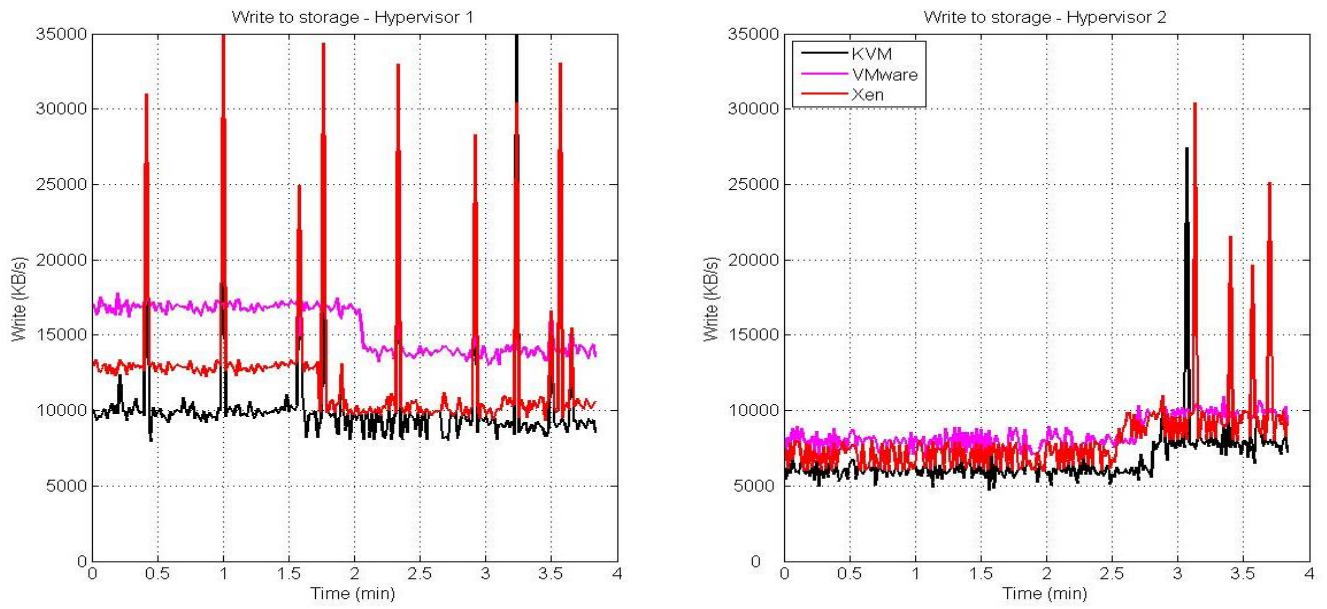 Write to storage - Hypervisor 1
35000
30000
25000
20000
15000
10000
5000
0
Write (KB/s)
0 0.5 1 1.5 2 2.5 3 3.5 4
Time (min)
Write to storage - Hypervisor 2
KVM
VMware
Xen
35000
30000
25000
20000
15000
10000
5000
0
Write (KB/s)
0 0.5 1 1.5 2 2.5 3 3.5 4
Time (min)